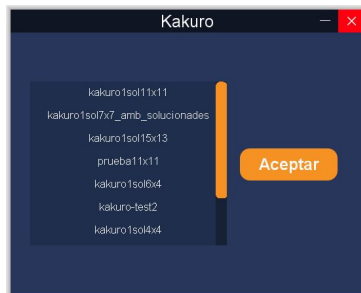 Kakuro
kakuro1sol11x11
kakuro1sol7x7_amb_solucionades
kakuro1sol15x13
prueba11x11
kakuro1sol6x4
kakuro-test2
kakuro1sol4x4
Aceptar